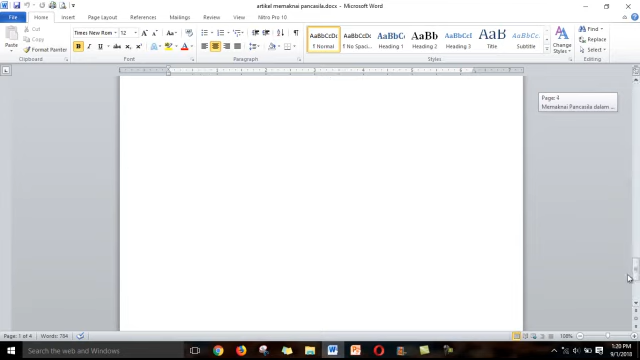 artikel memaknai pancasila.docx - Microsoft Word
File
Home
Insert
Page Layout
References
Mailings
Review
View
Nitro Pro 10
Paste
Cut
Copy
Format Painter
Clipboard
Times New Rom
12
Font
Paragraph
AaBbCcDc
¶ Normal
AaBbCcDc
¶ No Spaci...
AaBbC
Heading 1
AaBbCc
Heading 2
AaBbCcI
Heading 3
AaB
Title
AaBbCc.
Subtitle
Change
Styles
Styles
Find
Replace
Select
Editing
Page: 4
Memaknai Pancasila dalam ...
Page: 1 of 4
Words: 784
108%
Search the web and Windows
1:20 PM
9/1/2018